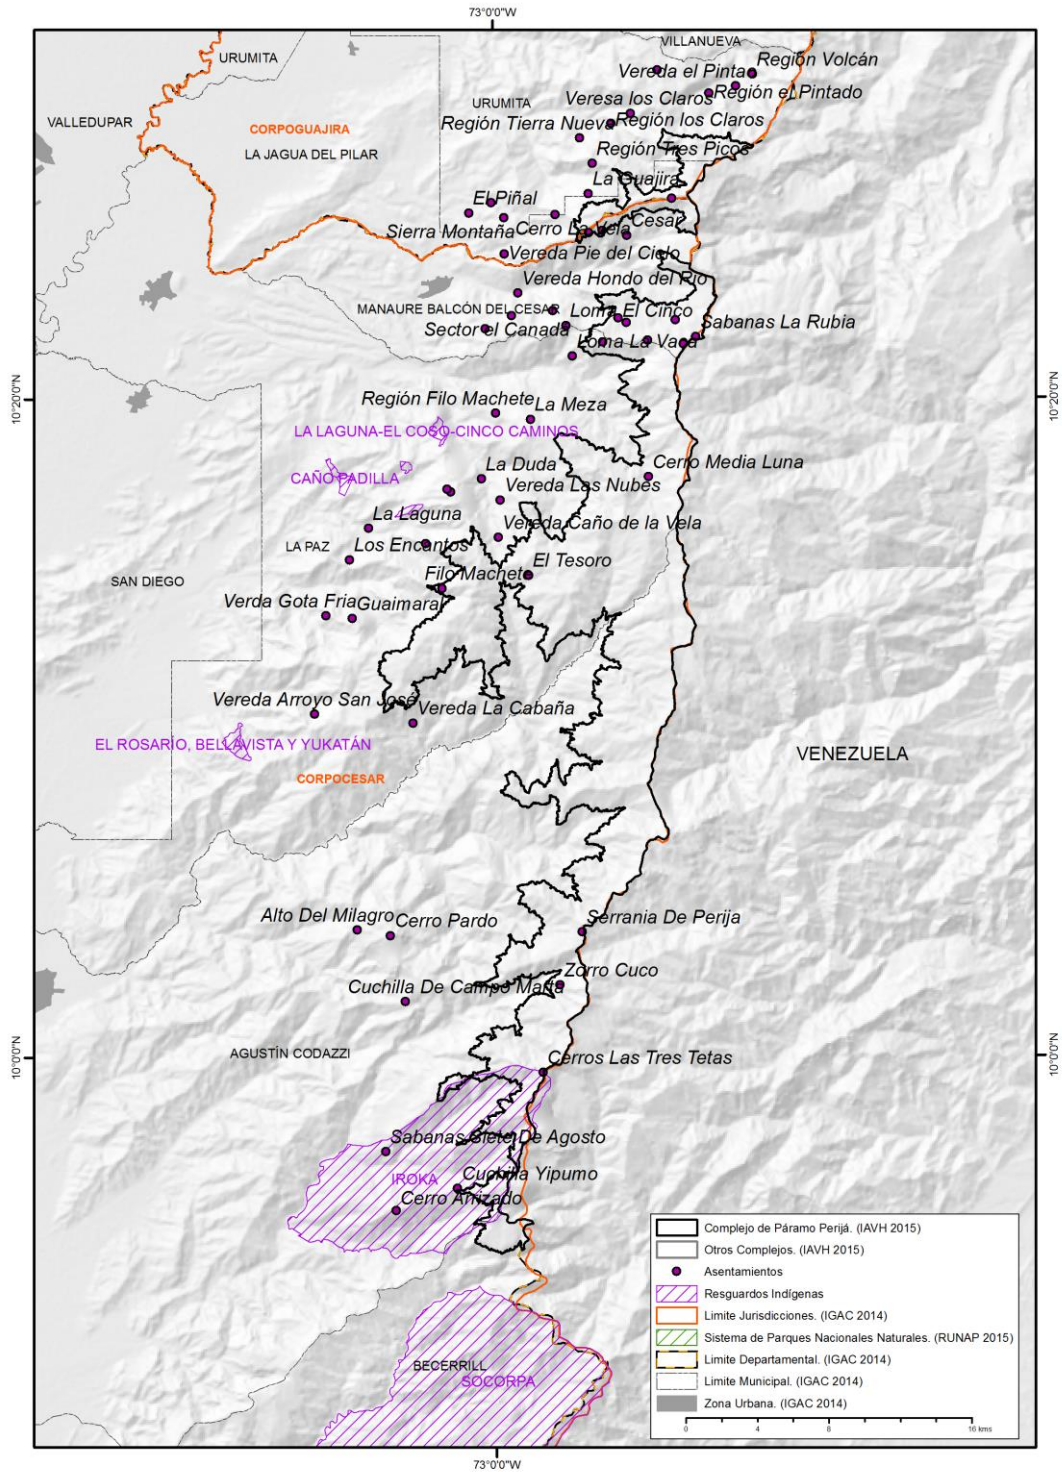 73°0'0"W
VILLANUEVA
URUMITA
Región Volcán
Vereda el Pinta
Región el Pintado
Veresa los Claros
URUMITA
VALLEDUPAR
CORPOGUAJIRA
Región Tierra Nueva
Región los Claros
LA JAGUA DEL PILAR
Región Tres Picos
La Guajira
El Piñal
Sierra Montaña
Cerro La Vela
Cesar
Vereda Pie del Cielo
Vereda Hondo del Rio
MANAURE BALCÓN DEL CESAR
Loma El Cinco
Sector el Canada
Sabanas La Rubia
Loma La Vaca
10°20'0"N
10°20'0"N
Región Filo Machete
La Meza
LA LAGUNA-EL COSO-CINCO CAMINOS
CAÑO PADILLA
La Duda
Cerro Media Luna
Vereda Las Nubes
La Laguna
Vereda Caño de la Vela
LA PAZ
Los Encantos
El Tesoro
SAN DIEGO
Filo Machete
Verda Gota Fria
Guaimaral
Vereda Arroyo San José
Vereda La Cabaña
EL ROSARIO, BELLAVISTA Y YUKATÁN
VENEZUELA
CORPOCESAR
Alto Del Milagro
Cerro Pardo
Serrania De Perija
Zorro Cuco
Cuchilla De Campo Marta
AGUSTÍN CODAZZI
10°0'0"N
10°0'0"N
Cerros Las Tres Tetas
Sabanas Siete De Agosto
IROKA
Cuchilla Yipumo
Cerro Arrizado
BECERRILL
SOCORPA
Complejo de Páramo Perijá. (IAVH 2015)
Otros Complejos. (IAVH 2015)
Asentamientos
Resguardos Indígenas
Limite Jurisdicciones. (IGAC 2014)
Sistema de Parques Nacionales Naturales. (RUNAP 2015)
Limite Departamental. (IGAC 2014)
Limite Municipal. (IGAC 2014)
Zona Urbana. (IGAC 2014)
0 4 8 16 kms
73°0'0"W